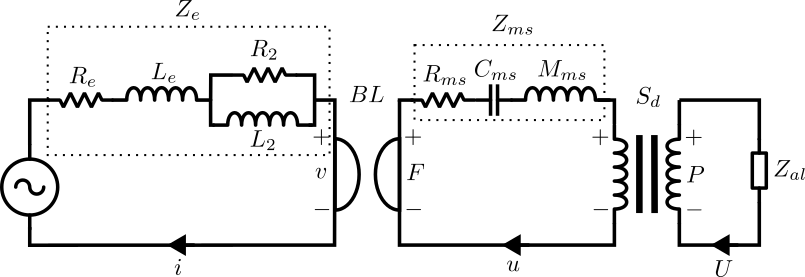 Z_e
Z_ms
R_e
L_e
R_2
L_2
BL
R_ms
C_ms
M_ms
S_d
+
v
−
+
F
−
+
−
+
P
−
Z_al
i
u
U